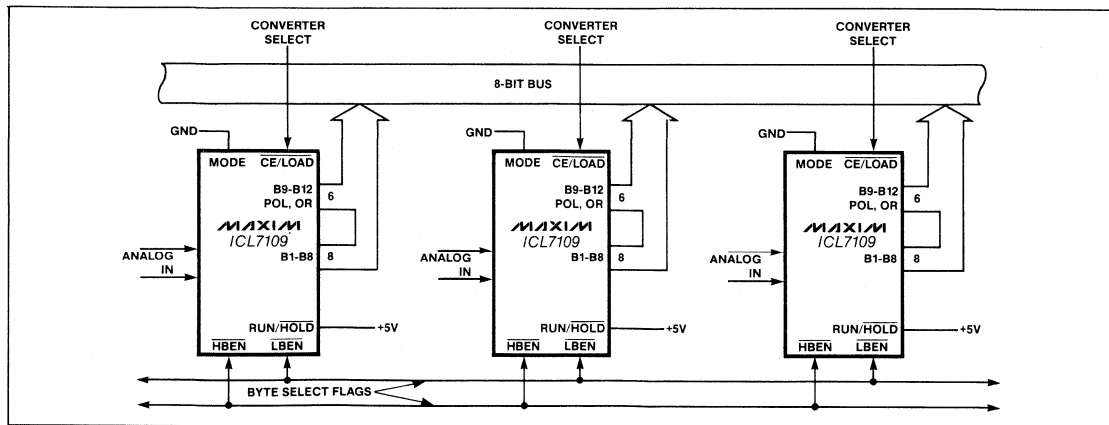 CONVERTER
SELECT
CONVERTER
SELECT
CONVERTER
SELECT
8-BIT BUS
GND
MODE CE/LOAD
B9-B12
POL, OR
6
MAXIM
ICL7109
ANALOG
IN
B1-B8
8
RUN/HOLD
+5V
HBEN LBEN
GND
MODE CE/LOAD
B9-B12
POL, OR
6
MAXIM
ICL7109
ANALOG
IN
B1-B8
8
RUN/HOLD
+5V
HBEN LBEN
GND
MODE CE/LOAD
B9-B12
POL, OR
6
MAXIM
ICL7109
ANALOG
IN
B1-B8
8
RUN/HOLD
+5V
HBEN LBEN
BYTE SELECT FLAGS